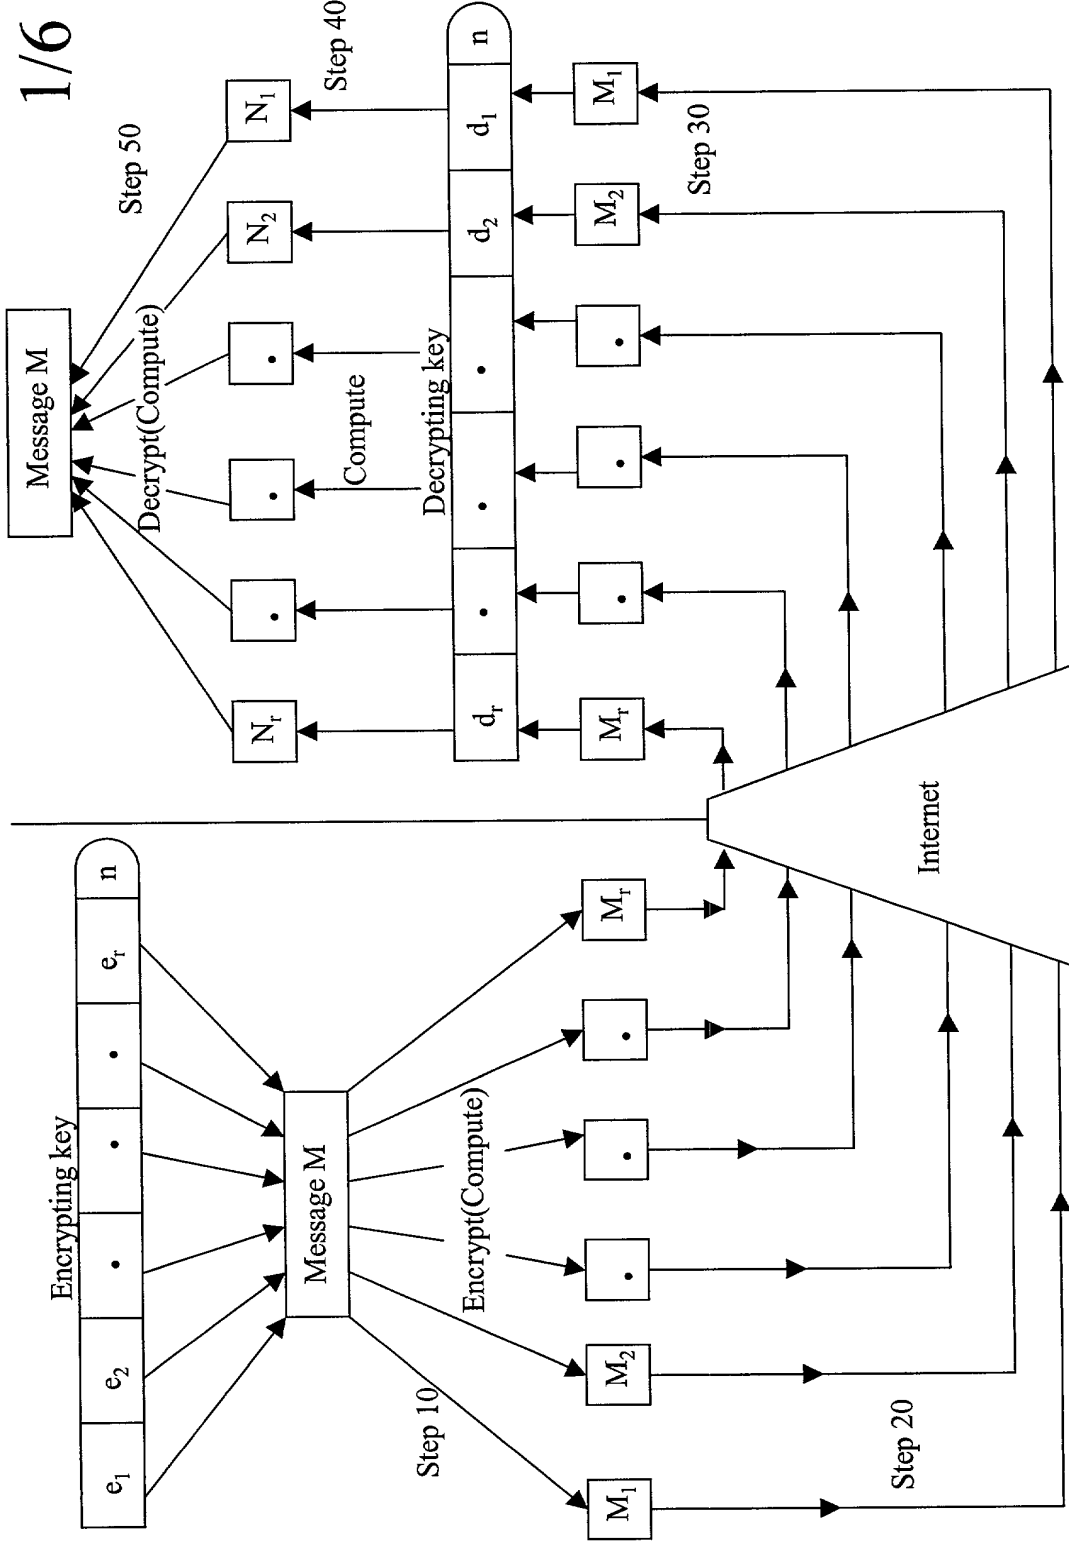 1/6
Encrypting key
e1 e2 . . . er n
Message M
Step 10
Encrypt(Compute)
M1 M2 . . . Mr
Step 20
Internet
Message M
Step 50
Decrypt(Compute)
Nr . . . N2 N1
Compute
Step 40
Decrypting key
dr . . . d2 d1 n
Mr . . . M2 M1
Step 30